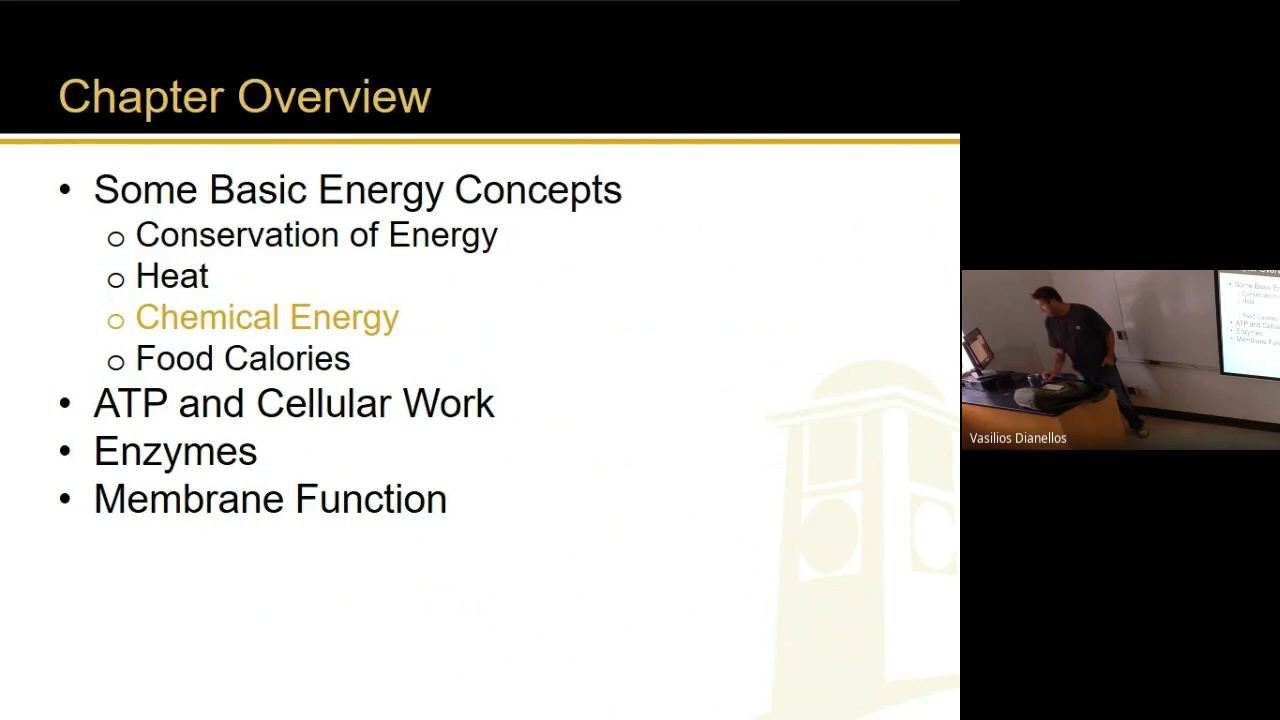 Chapter Overview
• Some Basic Energy Concepts
o Conservation of Energy
o Heat
o Chemical Energy
o Food Calories
• ATP and Cellular Work
• Enzymes
• Membrane Function
Vasilios Dianellos